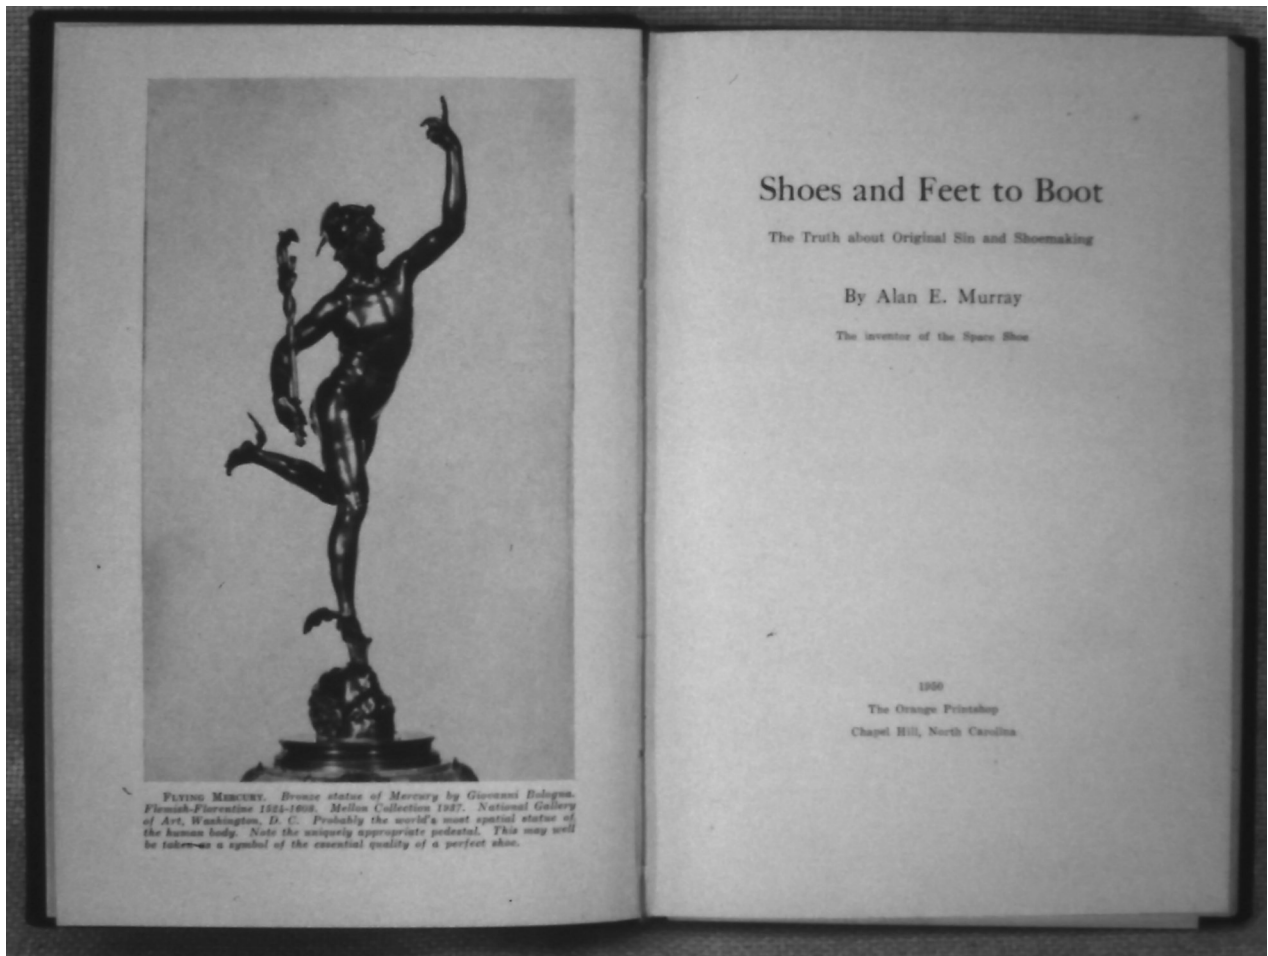 FLYING MERCURY. Bronze statue of Mercury by Giovanni Bologna.
Flemish-Florentine 1524-1608. Mellon Collection 1937. National Gallery
of Art, Washington, D. C. Probably the world's most spatial statue of
the human body. Note the uniquely appropriate pedestal. This may well
be taken as a symbol of the essential quality of a perfect shoe.
Shoes and Feet to Boot
The Truth about Original Sin and Shoemaking
By Alan E. Murray
The inventor of the Space Shoe
1950
The Orange Printshop
Chapel Hill, North Carolina